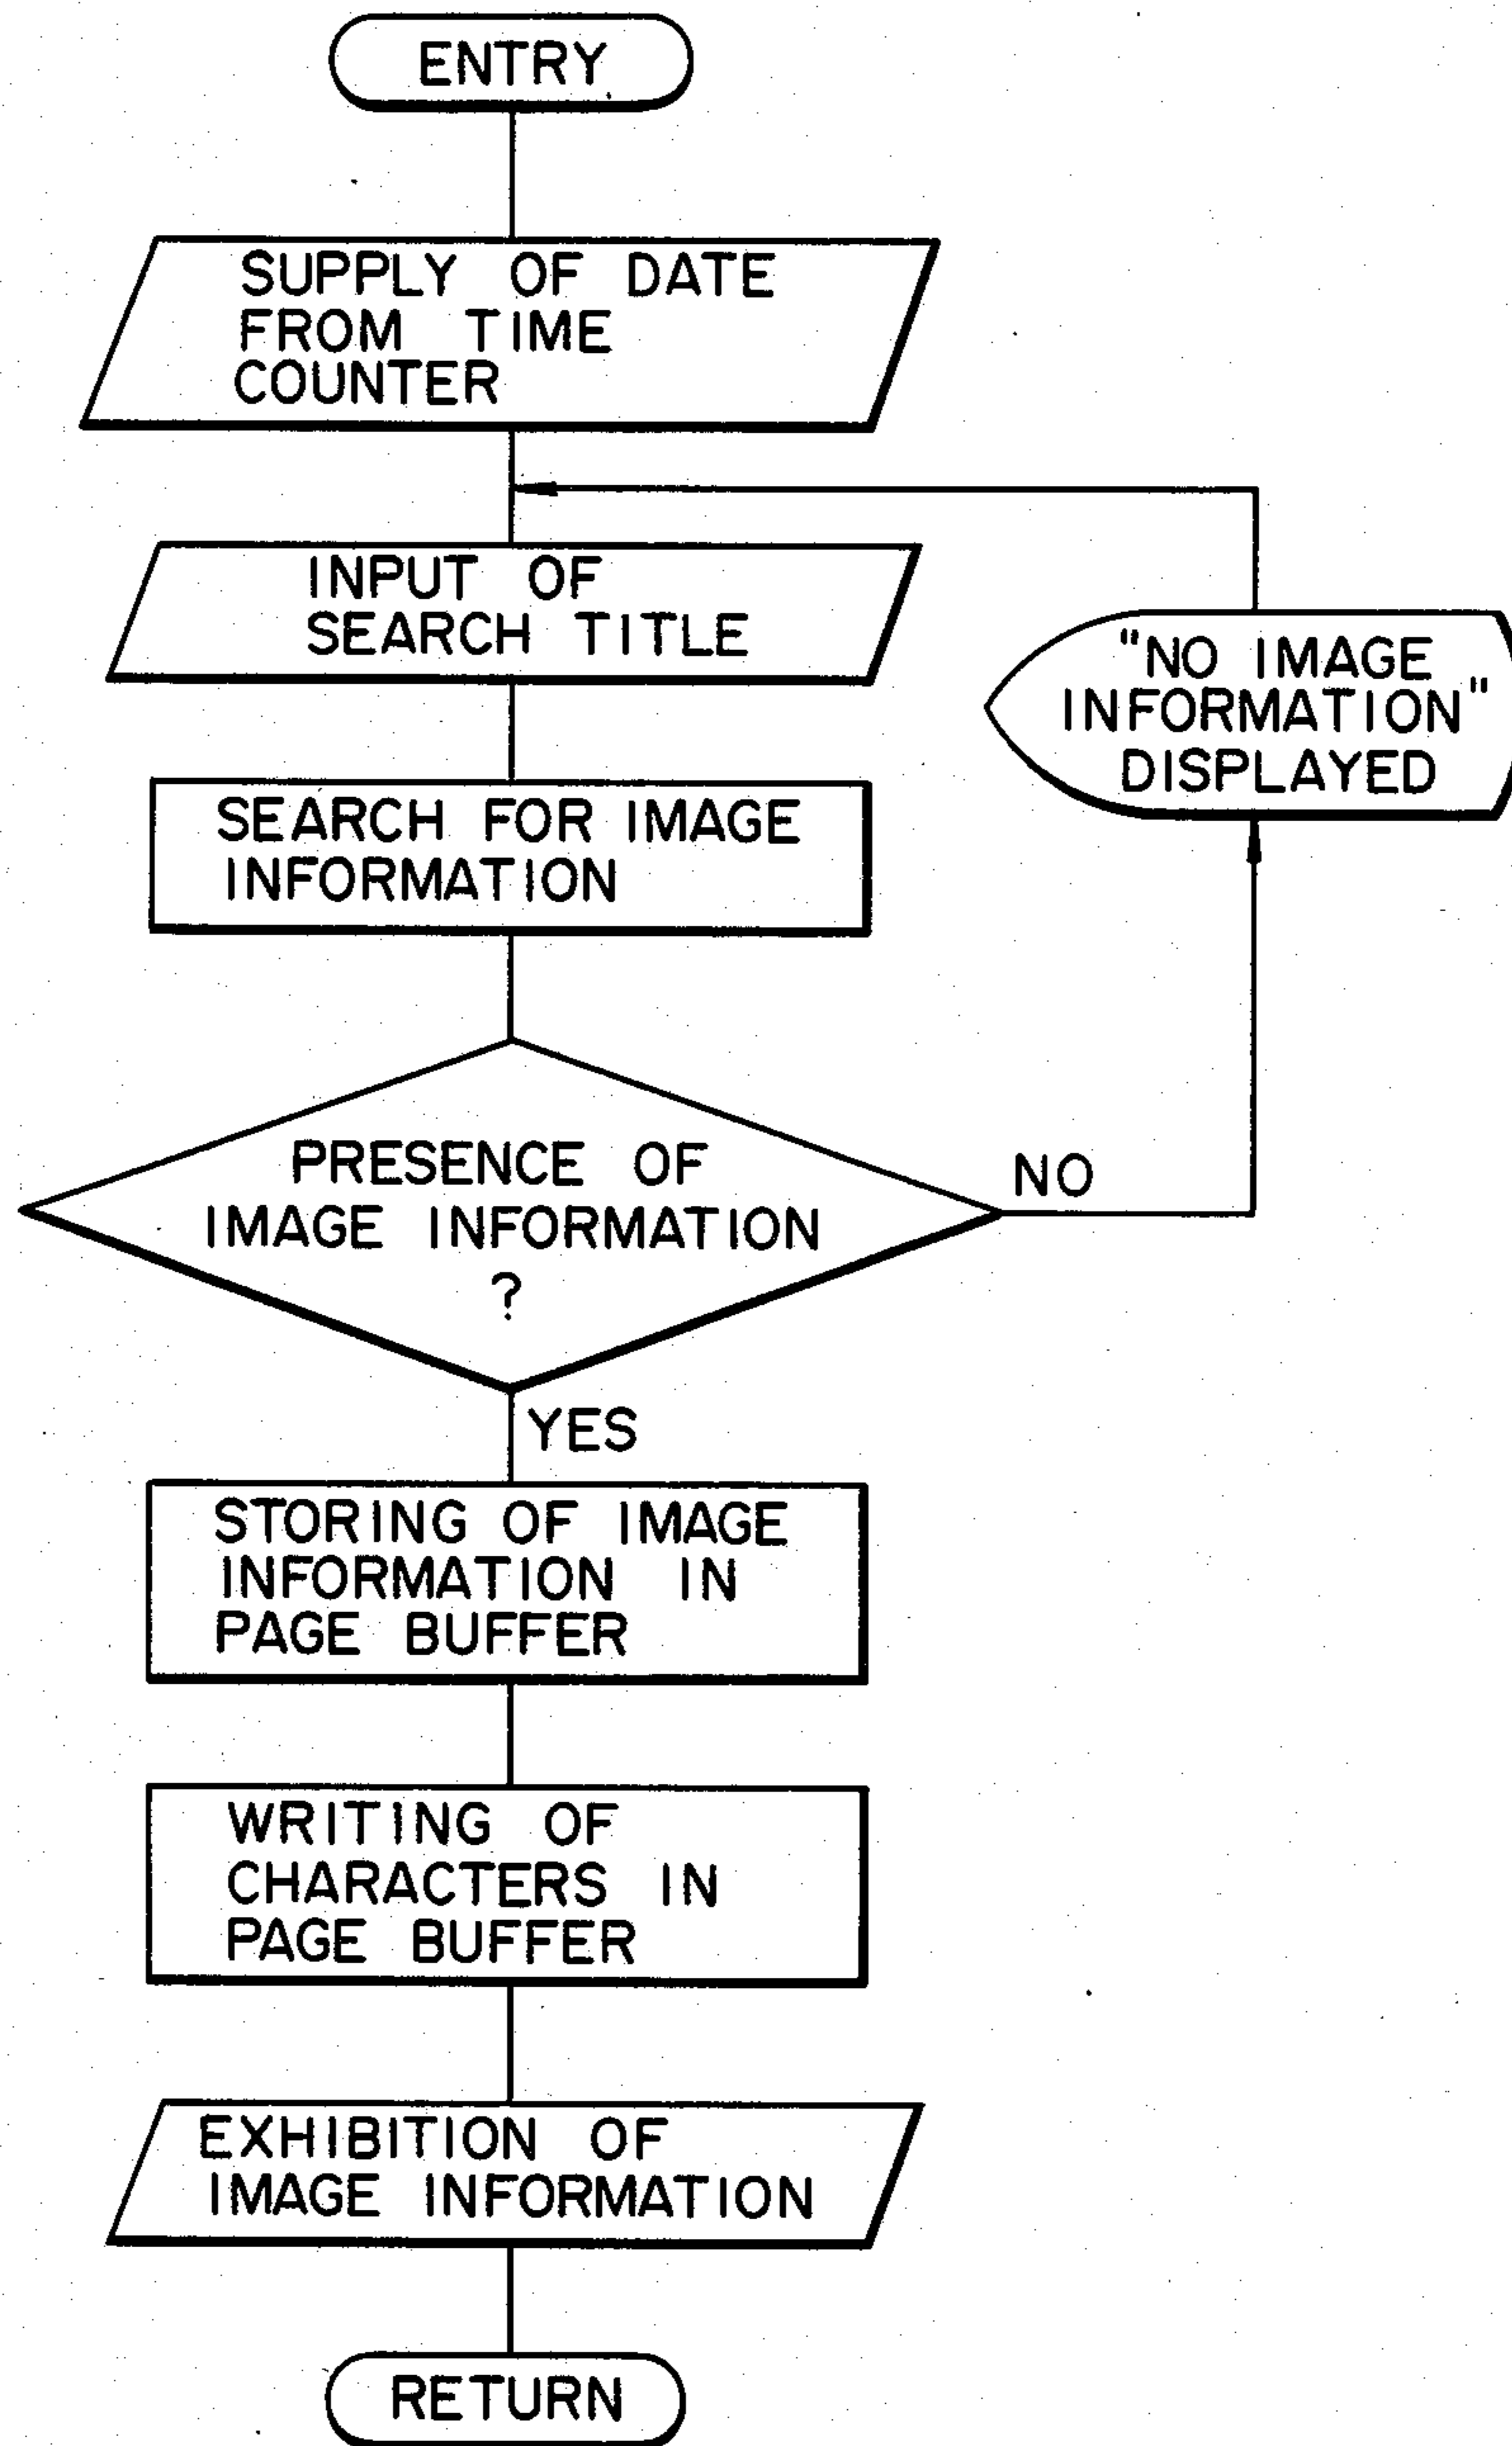 ENTRY
SUPPLY OF DATE
FROM TIME
COUNTER
INPUT OF
SEARCH TITLE
"NO IMAGE
INFORMATION"
DISPLAYED
SEARCH FOR IMAGE
INFORMATION
PRESENCE OF
IMAGE INFORMATION
?
NO
YES
STORING OF IMAGE
INFORMATION IN
PAGE BUFFER
WRITING OF
CHARACTERS IN
PAGE BUFFER
EXHIBITION OF
IMAGE INFORMATION
RETURN